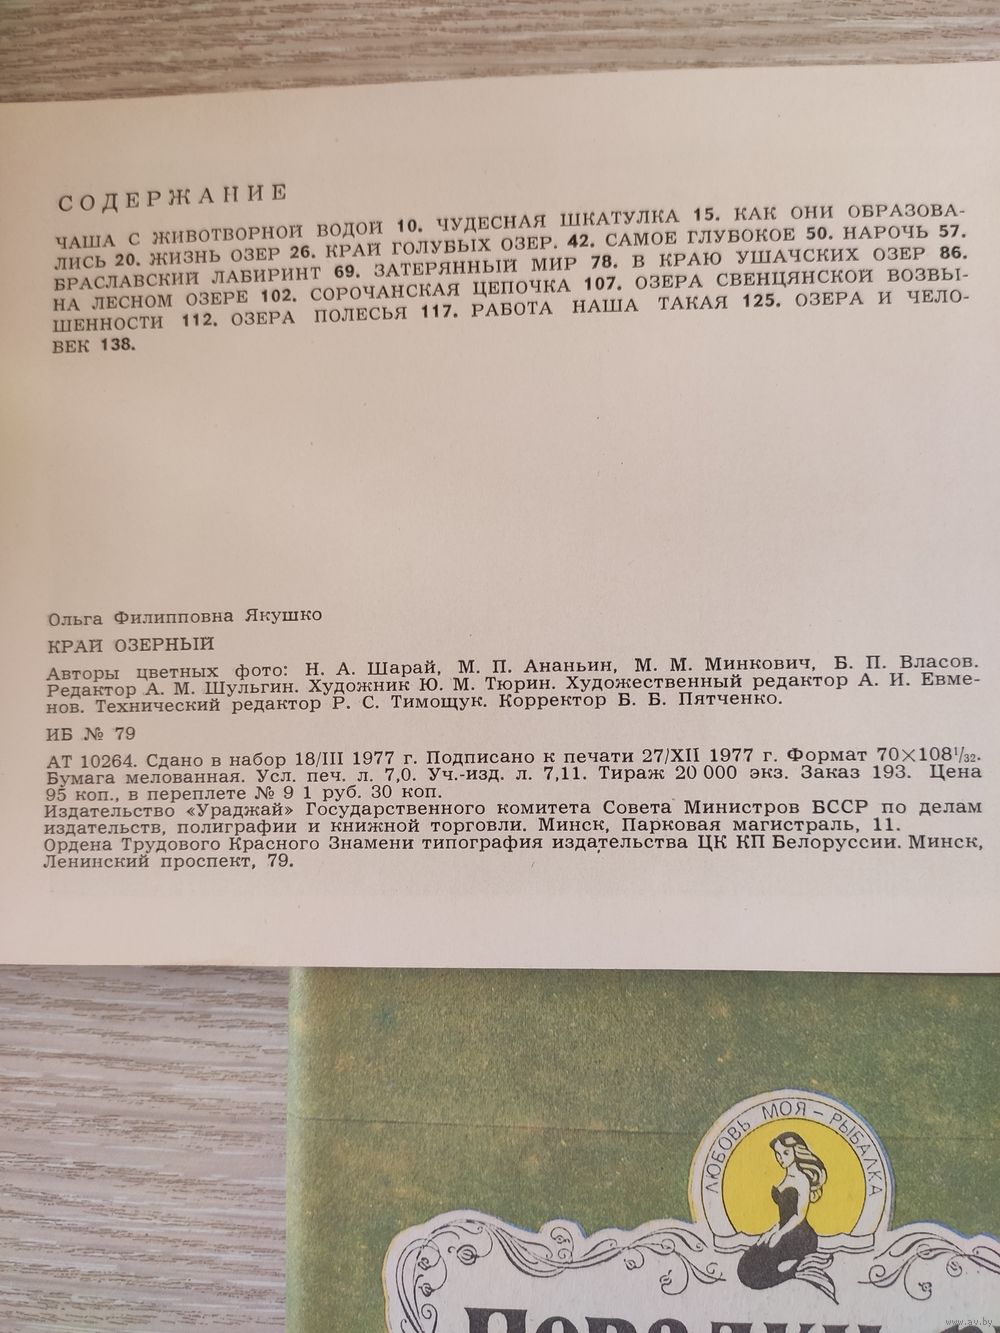 СОДЕРЖАНИЕ
ЧАША С ЖИВОТВОРНОЙ ВОДОЙ 10. ЧУДЕСНАЯ ШКАТУЛКА 15. КАК ОНИ ОБРАЗОВА-
ЛИСЬ 20. ЖИЗНЬ ОЗЕР 26. КРАЙ ГОЛУБЫХ ОЗЕР. 42. САМОЕ ГЛУБОКОЕ 50. НАРОЧЬ 57.
БРАСЛАВСКИЙ ЛАБИРИНТ 69. ЗАТЕРЯННЫЙ МИР 78. В КРАЮ УШАЧСКИХ ОЗЕР 86.
НА ЛЕСНОМ ОЗЕРЕ 102. СОРОЧАНСКАЯ ЦЕПОЧКА 107. ОЗЕРА СВЕНЦЯНСКОЙ ВОЗВЫ-
ШЕННОСТИ 112. ОЗЕРА ПОЛЕСЬЯ 117. РАБОТА НАША ТАКАЯ 125. ОЗЕРА И ЧЕЛО-
ВЕК 138.
Ольга Филипповна Якушко
КРАЙ ОЗЕРНЫЙ
Авторы цветных фото: Н. А. Шарай, М. П. Ананьин, М. М. Минкович, Б. П. Власов.
Редактор А. М. Шульгин. Художник Ю. М. Тюрин. Художественный редактор А. И. Евме-
нов. Технический редактор Р. С. Тимощук. Корректор Б. Б. Пятченко.
ИБ № 79
АТ 10264. Сдано в набор 18/III 1977 г. Подписано к печати 27/XII 1977 г. Формат 70×108¹/₃₂.
Бумага мелованная. Усл. печ. л. 7,0. Уч.-изд. л. 7,11. Тираж 20 000 экз. Заказ 193. Цена
95 коп., в переплете № 9 1 руб. 30 коп.
Издательство «Ураджай» Государственного комитета Совета Министров БССР по делам
издательств, полиграфии и книжной торговли. Минск, Парковая магистраль, 11.
Ордена Трудового Красного Знамени типография издательства ЦК КП Белоруссии. Минск,
Ленинский проспект, 79.
ЛЮБОВЬ МОЯ – РЫБАЛКА
www.av.by